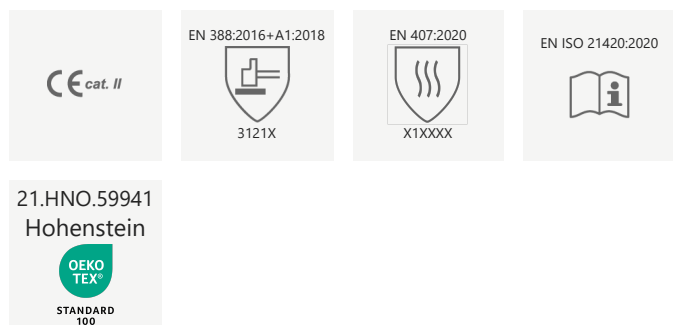 CE cat. II
EN 388:2016+A1:2018
3121X
EN 407:2020
X1XXXX
EN ISO 21420:2020
i
21.HNO.59941
Hohenstein
OEKO
TEX®
STANDARD
100